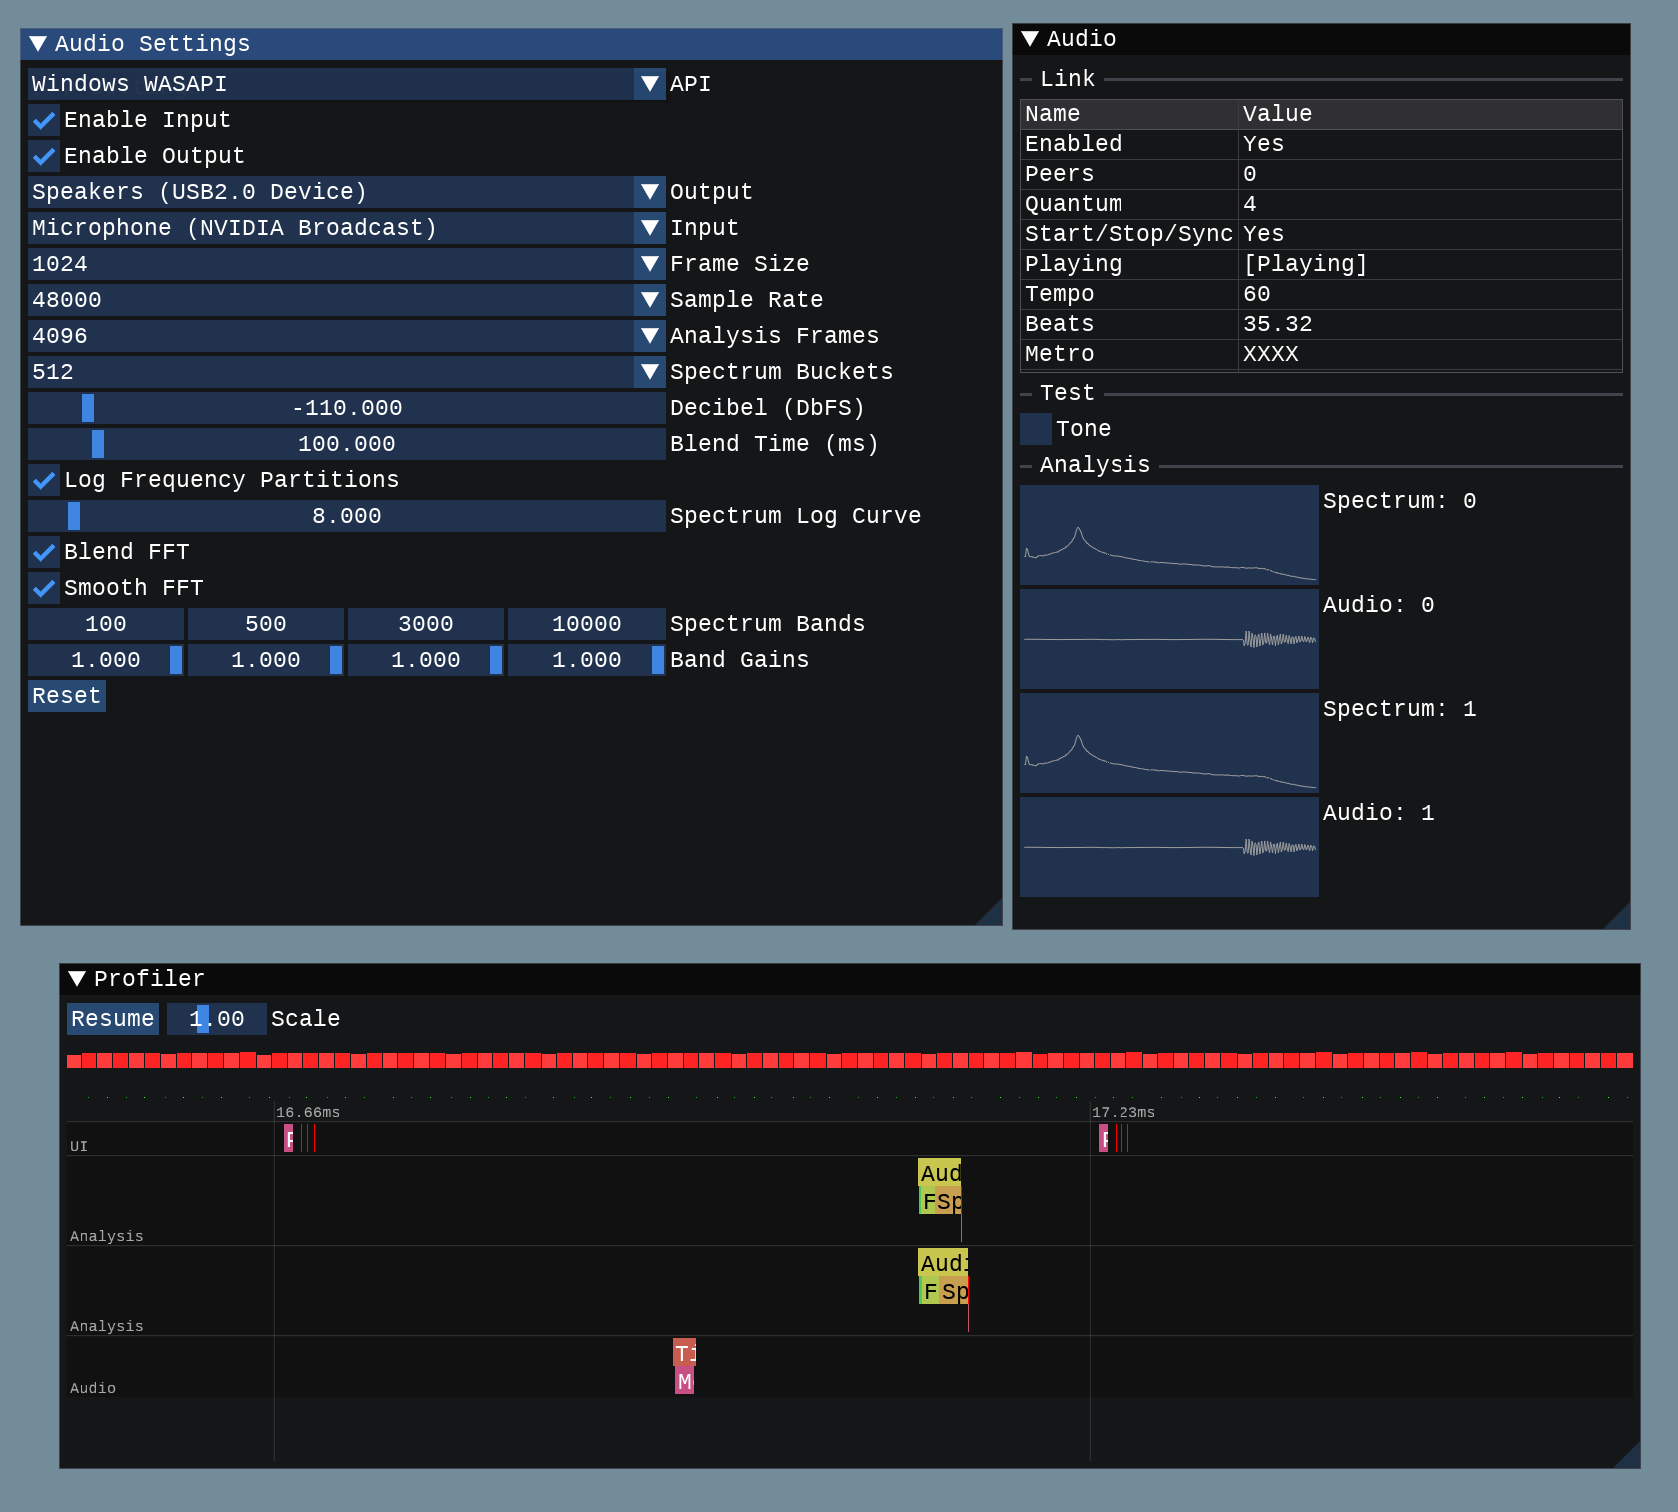 Audio Settings
Windows WASAPI API
Enable Input
Enable Output
Speakers (USB2.0 Device) Output
Microphone (NVIDIA Broadcast) Input
1024 Frame Size
48000 Sample Rate
4096 Analysis Frames
512 Spectrum Buckets
-110.000 Decibel (DbFS)
100.000 Blend Time (ms)
Log Frequency Partitions
8.000 Spectrum Log Curve
Blend FFT
Smooth FFT
100 500 3000 10000 Spectrum Bands
1.000 1.000 1.000 1.000 Band Gains
Reset
Audio
Link
Name Value
Enabled Yes
Peers 0
Quantum 4
Start/Stop/Sync Yes
Playing [Playing]
Tempo 60
Beats 35.32
Metro XXXX
Test
Tone
Analysis
Spectrum: 0
Audio: 0
Spectrum: 1
Audio: 1
Profiler
Resume 1.00 Scale
16.66ms 17.23ms
UI
Aud
F Sp
Analysis
Audi
F Sp
Analysis
Ti
M
Audio